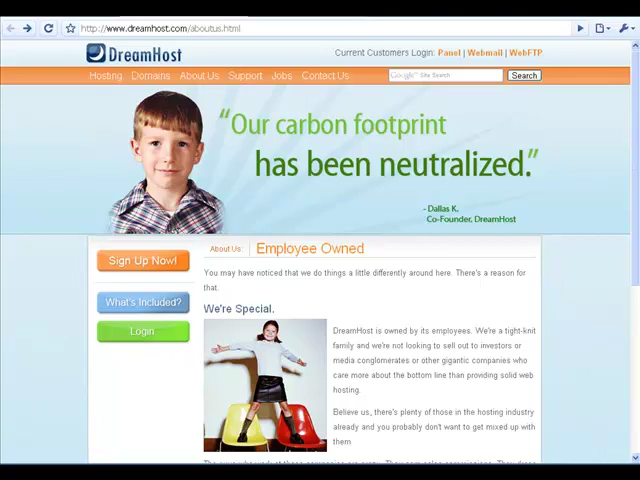 http://www.dreamhost.com/aboutus.html
DreamHost
Current Customers Login: Panel | Webmail | WebFTP
Hosting Domains About Us Support Jobs Contact Us
Google Site Search
Search
"Our carbon footprint
has been neutralized."
- Dallas K.
Co-Founder, DreamHost
Sign Up Now!
What's Included?
Login
About Us: Employee Owned
You may have noticed that we do things a little differently around here. There's a reason for
that.
We're Special.
DreamHost is owned by its employees. We're a tight-knit
family and we're not looking to sell out to investors or
media conglomerates or other gigantic companies who
care more about the bottom line than providing solid web
hosting.
Believe us, there's plenty of those in the hosting industry
already and you probably don't want to get mixed up with
them.